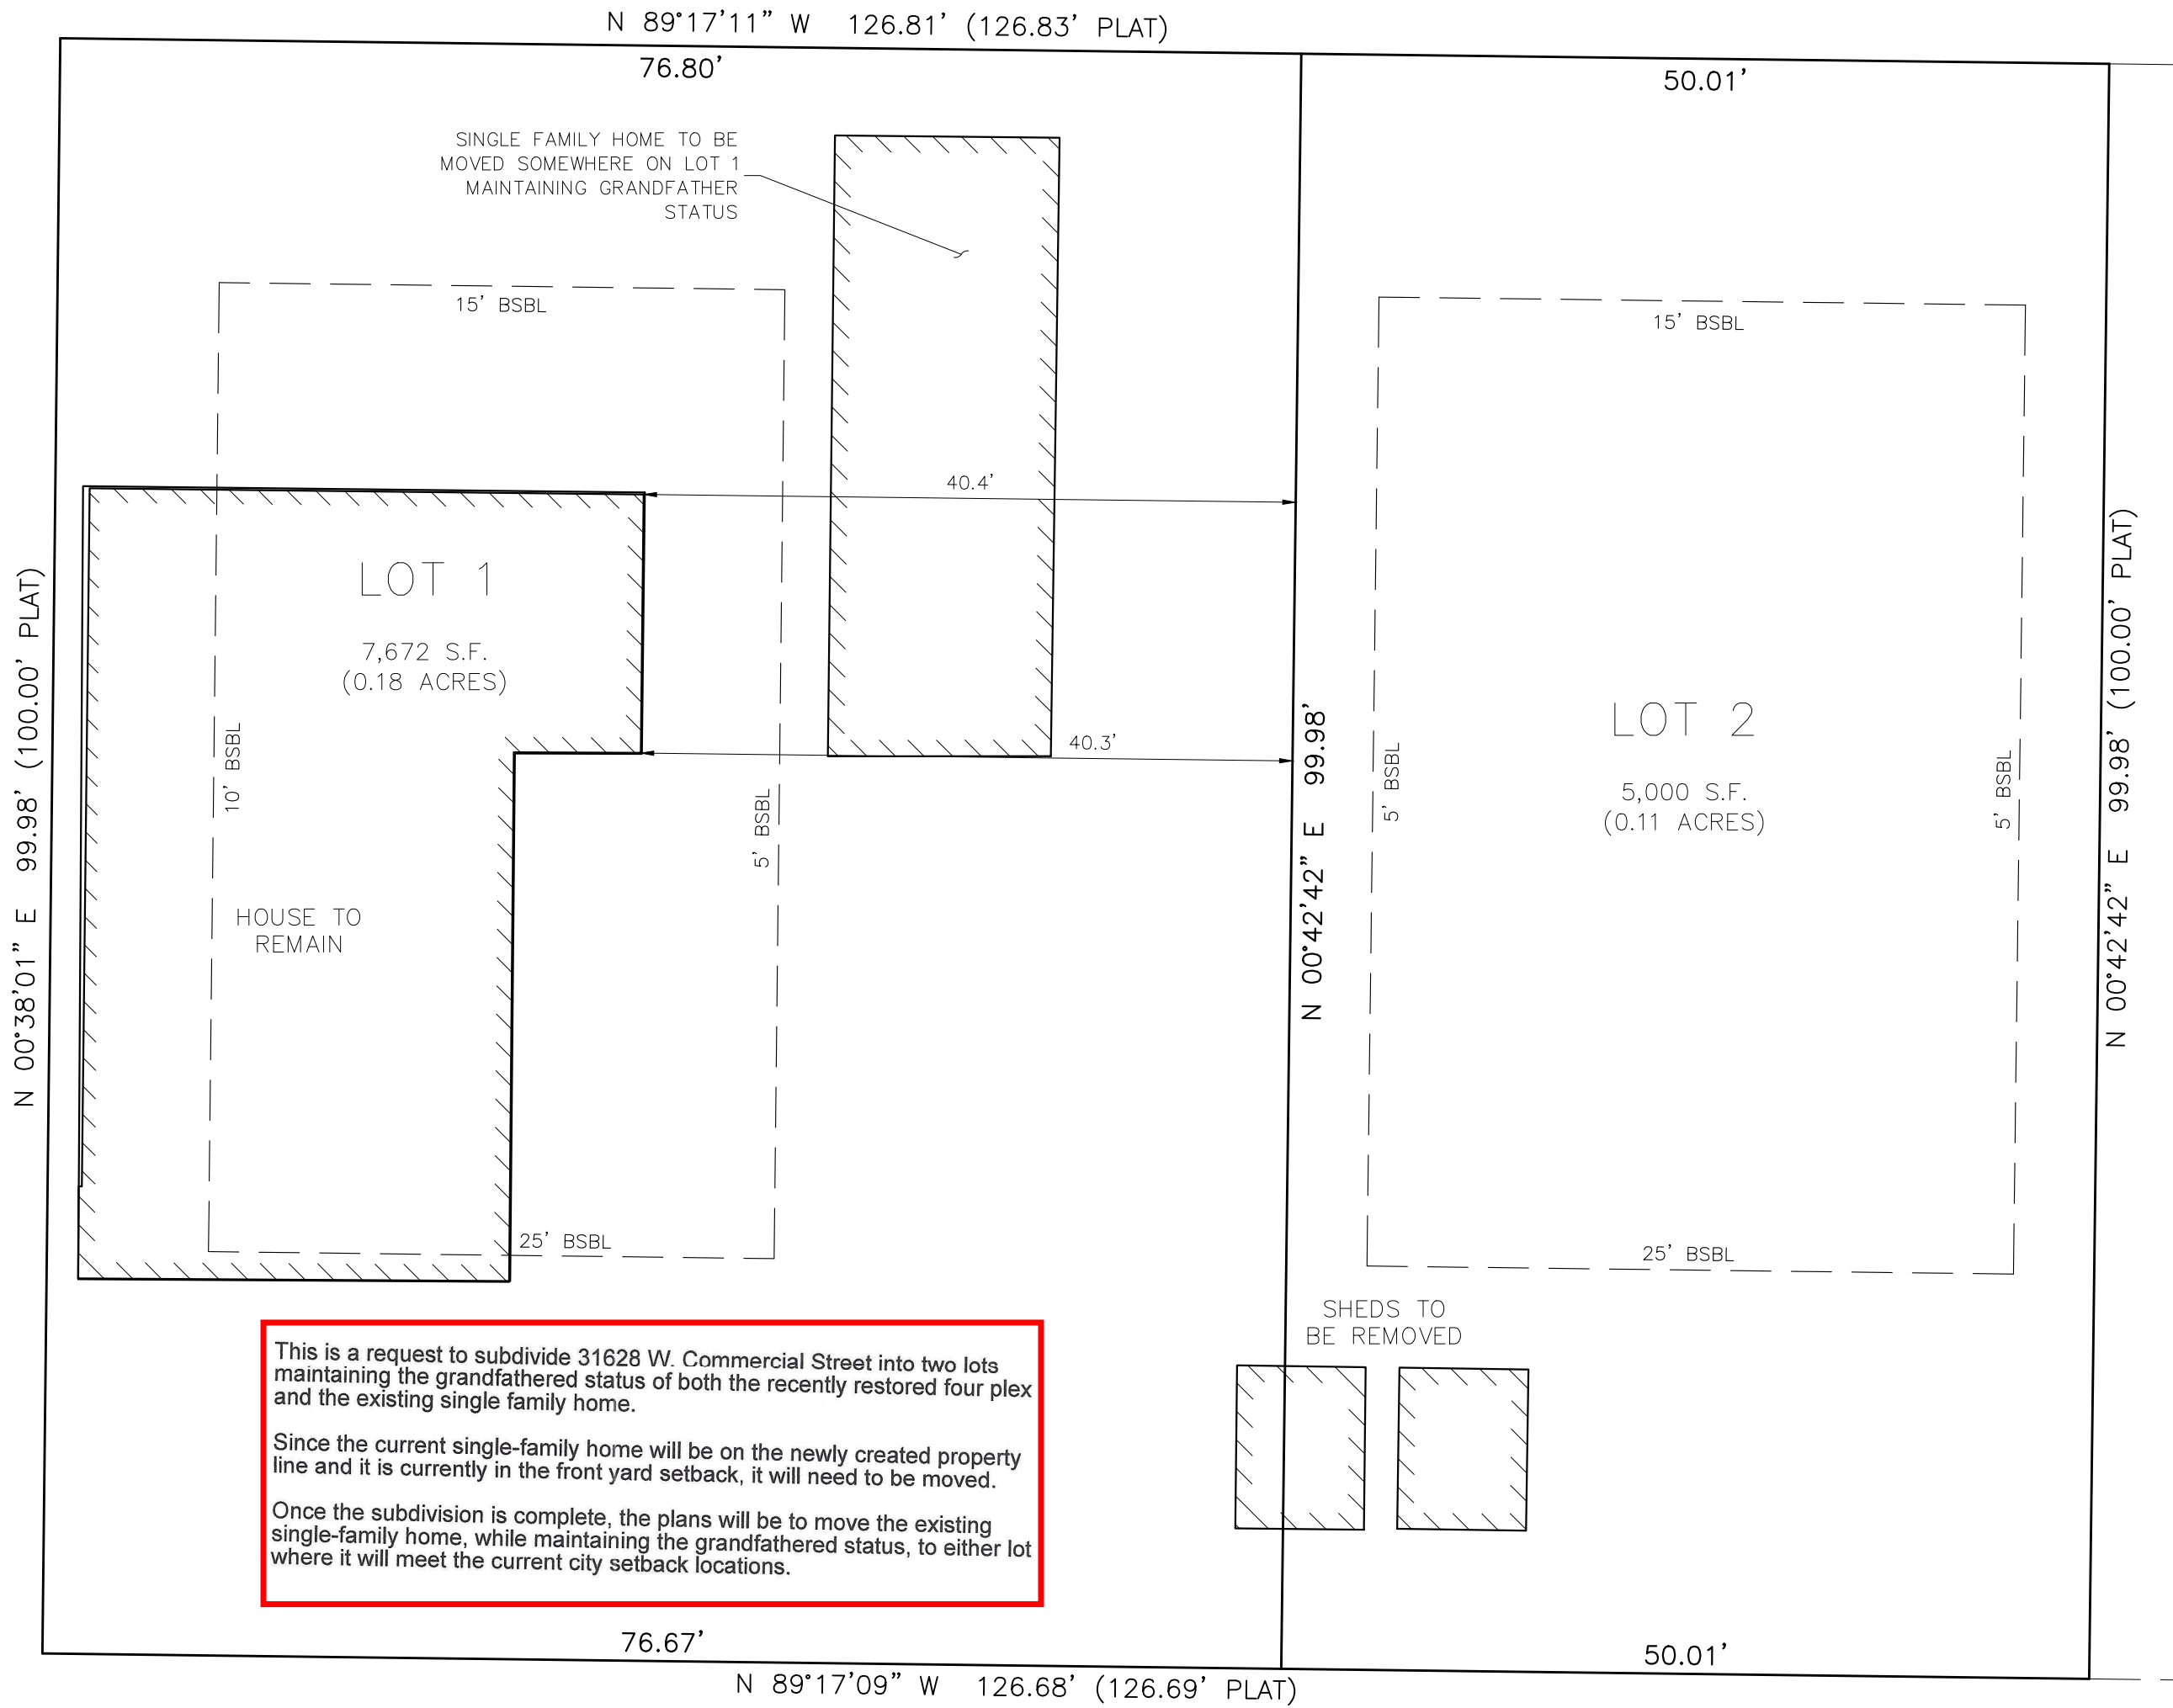 N 89°17'11" W 126.81' (126.83' PLAT)
76.80'
50.01'
SINGLE FAMILY HOME TO BE
MOVED SOMEWHERE ON LOT 1
MAINTAINING GRANDFATHER
STATUS
15' BSBL
15' BSBL
40.4'
LOT 1
7,672 S.F.
(0.18 ACRES)
10' BSBL
5' BSBL
40.3'
HOUSE TO
REMAIN
25' BSBL
N 00°38'01" E 99.98' (100.00' PLAT)
N 00°42'42" E 99.98'
LOT 2
5,000 S.F.
(0.11 ACRES)
5' BSBL
5' BSBL
N 00°42'42" E 99.98' (100.00' PLAT)
25' BSBL
SHEDS TO
BE REMOVED
This is a request to subdivide 31628 W. Commercial Street into two lots
maintaining the grandfathered status of both the recently restored four plex
and the existing single family home.
Since the current single-family home will be on the newly created property
line and it is currently in the front yard setback, it will need to be moved.
Once the subdivision is complete, the plans will be to move the existing
single-family home, while maintaining the grandfathered status, to either lot
where it will meet the current city setback locations.
76.67'
50.01'
N 89°17'09" W 126.68' (126.69' PLAT)